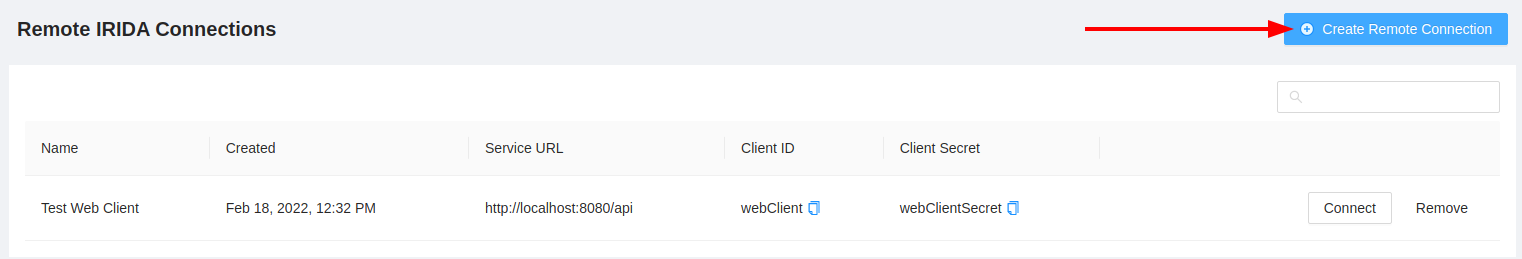 Remote IRIDA Connections
Create Remote Connection
Name Created Service URL Client ID Client Secret
Test Web Client Feb 18, 2022, 12:32 PM http://localhost:8080/api webClient webClientSecret Connect Remove